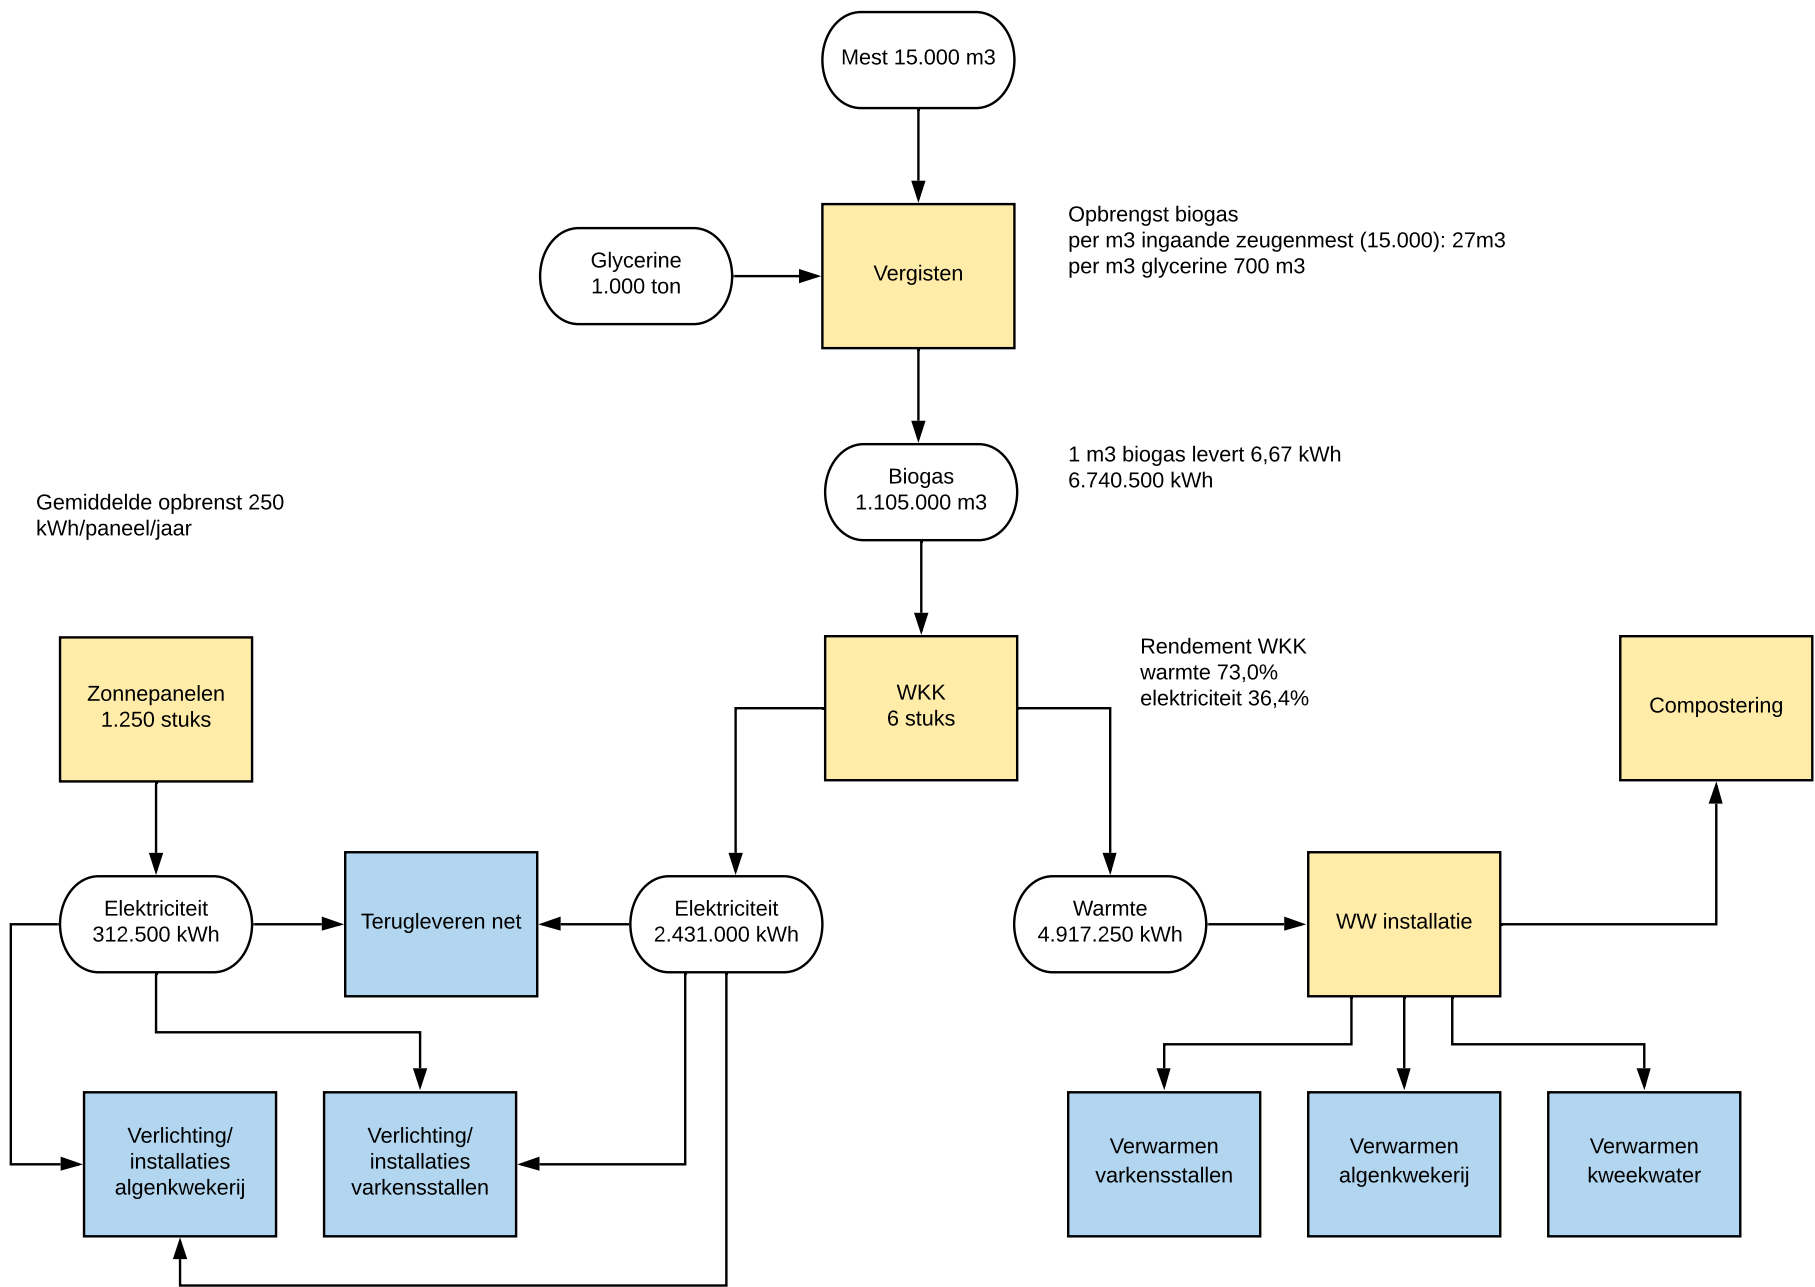 Mest 15.000 m3
Opbrengst biogas
per m3 ingaande zeugenmest (15.000): 27m3
per m3 glycerine 700 m3
Glycerine
1.000 ton
Vergisten
1 m3 biogas levert 6,67 kWh
6.740.500 kWh
Biogas
1.105.000 m3
Gemiddelde opbrenst 250
kWh/paneel/jaar
Rendement WKK
warmte 73,0%
elektriciteit 36,4%
Zonnepanelen
1.250 stuks
WKK
6 stuks
Compostering
Elektriciteit
312.500 kWh
Terugleveren net
Elektriciteit
2.431.000 kWh
Warmte
4.917.250 kWh
WW installatie
Verlichting/
installaties
algenkwekerij
Verlichting/
installaties
varkensstallen
Verwarmen
varkensstallen
Verwarmen
algenkwekerij
Verwarmen
kweekwater